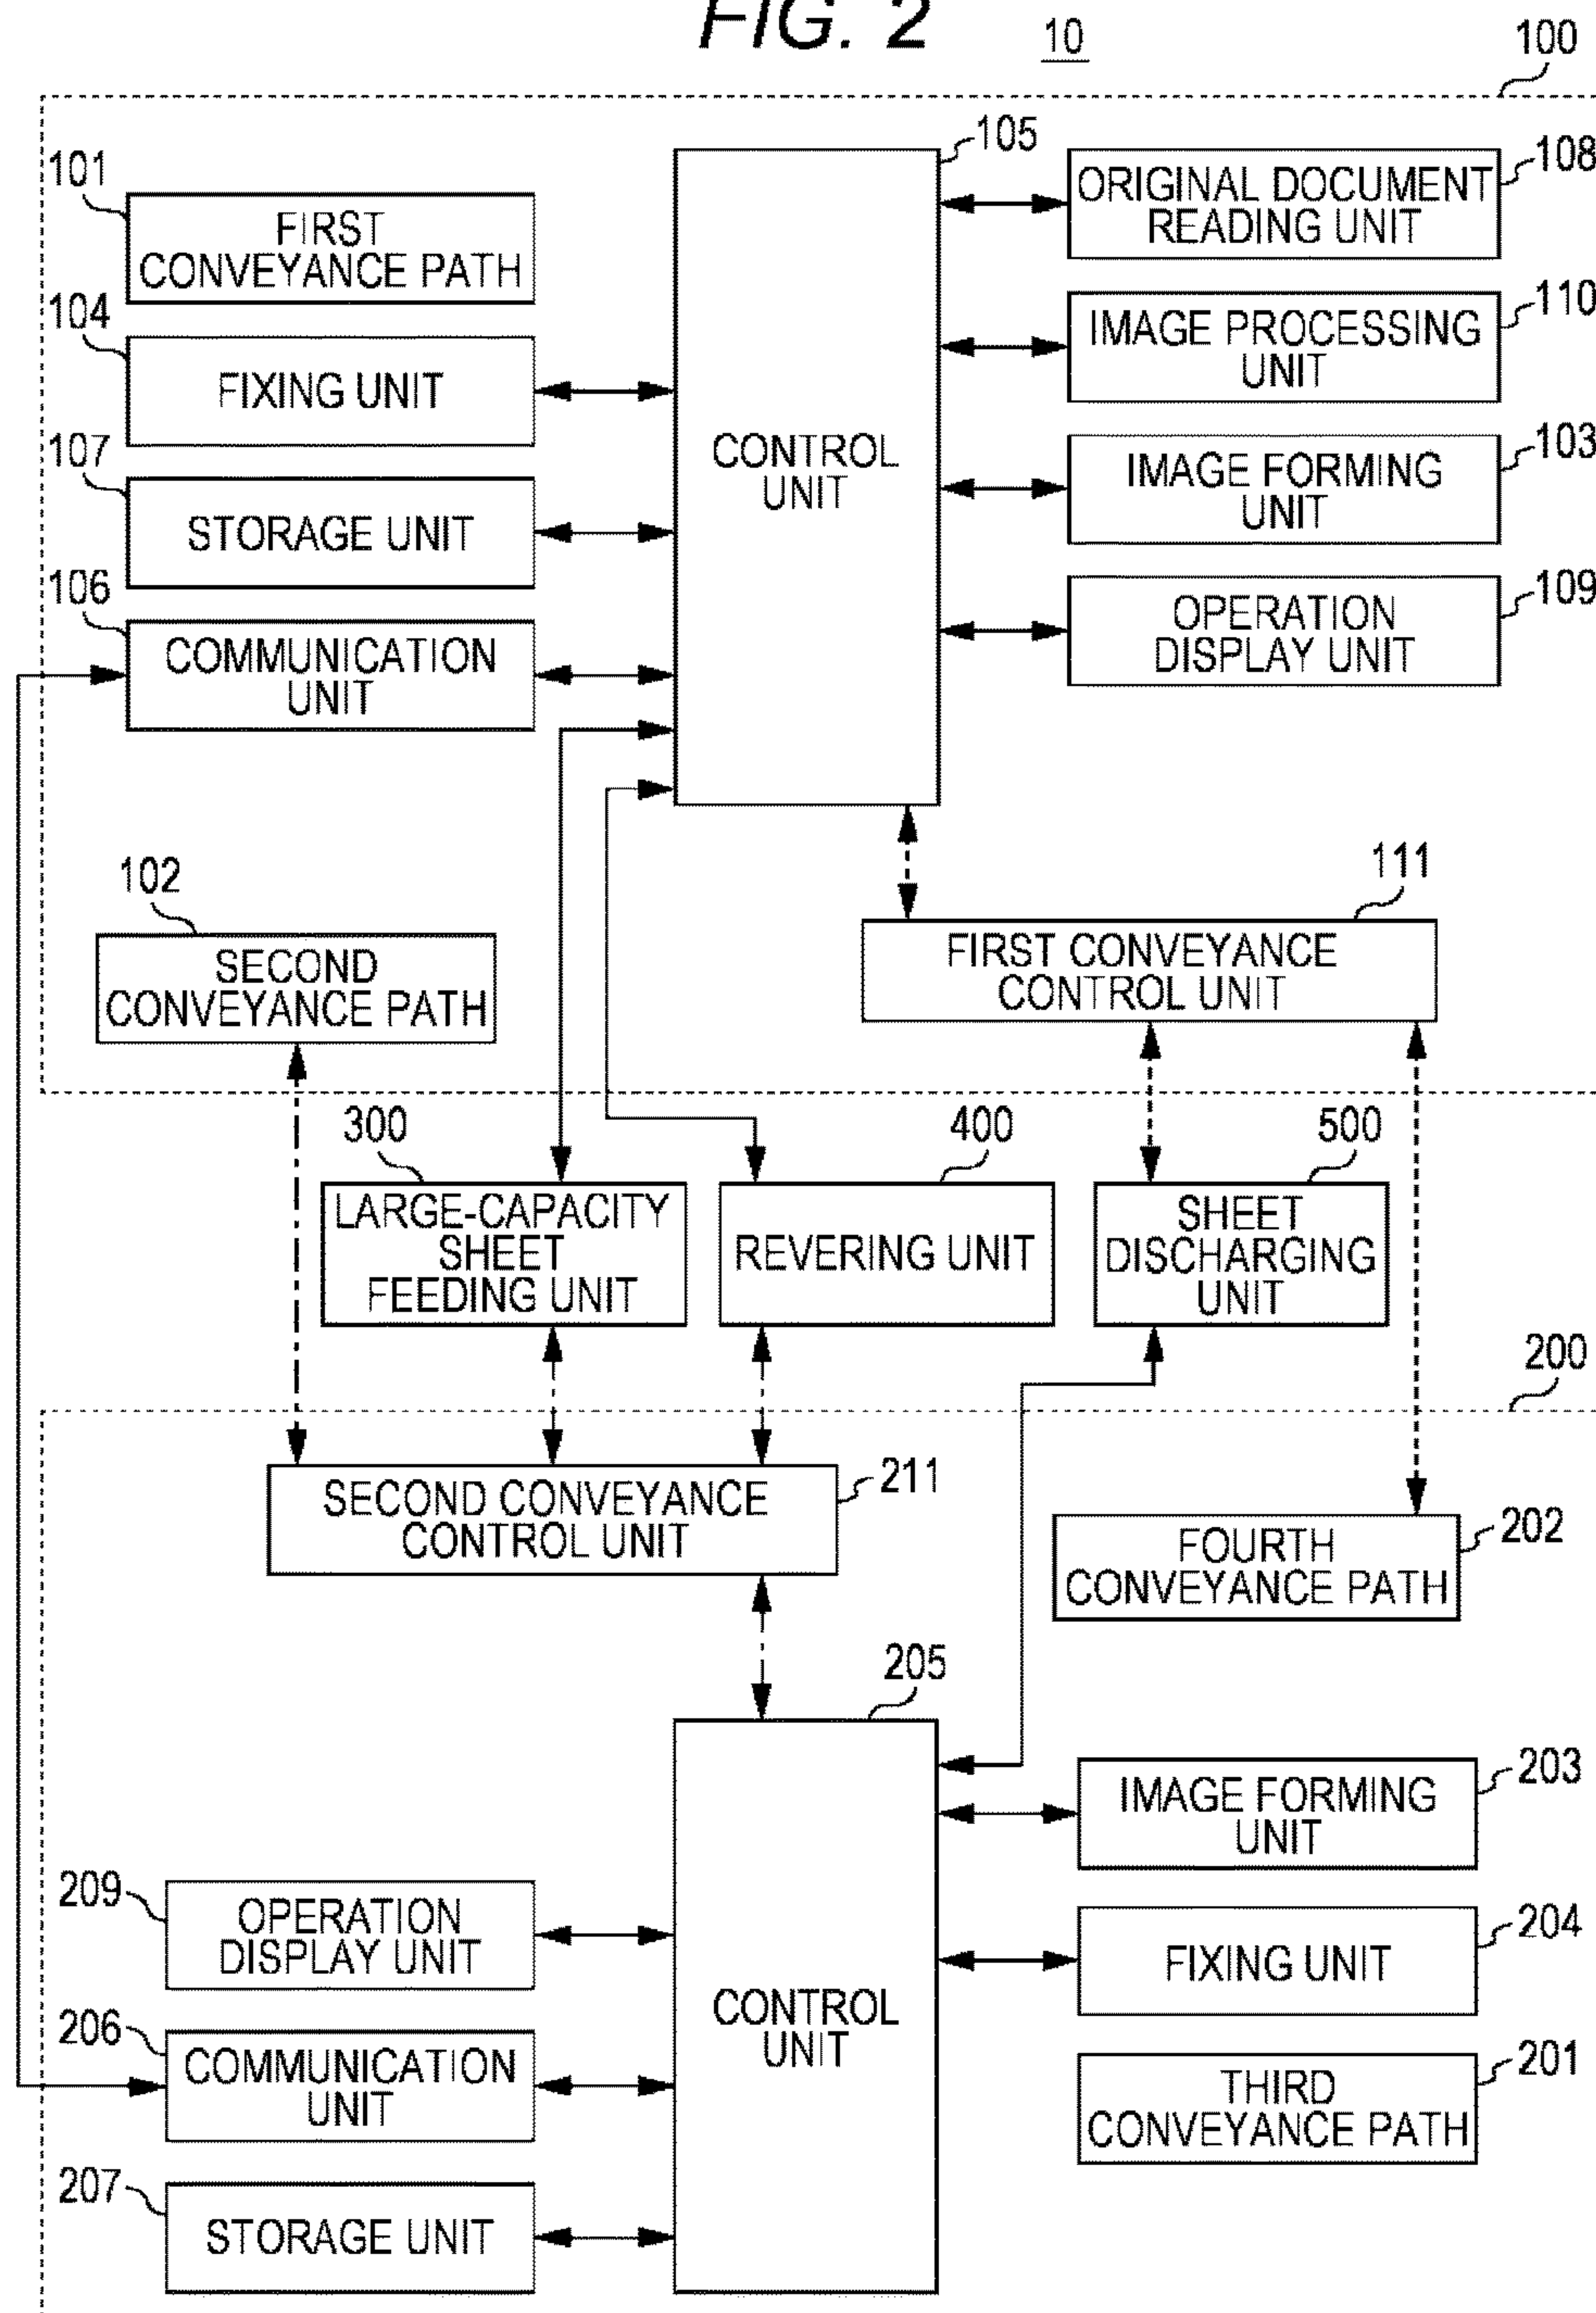 FIG. 2
10
100
105
101
FIRST
CONVEYANCE PATH
108
ORIGINAL DOCUMENT
READING UNIT
104
FIXING UNIT
110
IMAGE PROCESSING
UNIT
107
STORAGE UNIT
CONTROL
UNIT
103
IMAGE FORMING
UNIT
106
COMMUNICATION
UNIT
109
OPERATION
DISPLAY UNIT
102
SECOND
CONVEYANCE PATH
111
FIRST CONVEYANCE
CONTROL UNIT
300
LARGE-CAPACITY
SHEET
FEEDING UNIT
400
REVERING UNIT
500
SHEET
DISCHARGING
UNIT
200
211
SECOND CONVEYANCE
CONTROL UNIT
202
FOURTH
CONVEYANCE PATH
205
203
IMAGE FORMING
UNIT
209
OPERATION
DISPLAY UNIT
204
FIXING UNIT
CONTROL
UNIT
206
COMMUNICATION
UNIT
201
THIRD
CONVEYANCE PATH
207
STORAGE UNIT